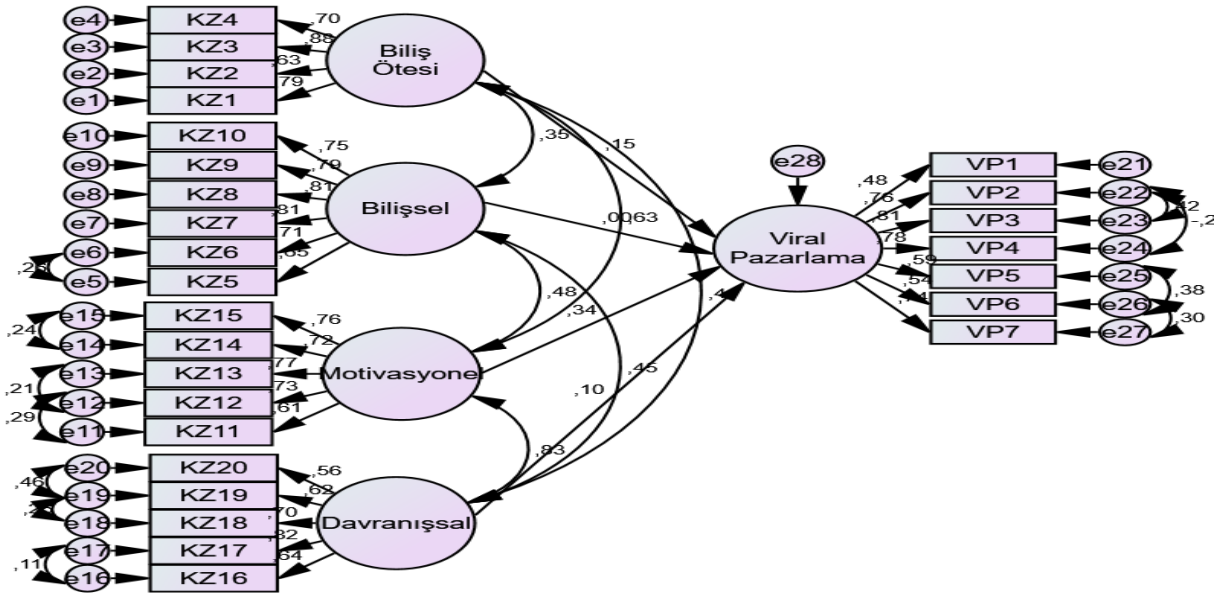 e4
KZ4
,70
e3
KZ3
,88
e2
KZ2
,63
e1
KZ1
,79
Biliş
Ötesi
e10
KZ10
,75
e9
KZ9
,79
e8
KZ8
,81
e7
KZ7
,81
e6
KZ6
,71
e5
KZ5
,65
Bilişsel
e15
KZ15
,76
,24
e14
KZ14
,72
e13
KZ13
,77
,21
e12
KZ12
,73
,29
e11
KZ11
,61
Motivasyonel
e20
KZ20
,56
,46
e19
KZ19
,62
e18
KZ18
,70
e17
KZ17
,11
e16
KZ16
,64
Davranışsal
,35
,15
,00
,63
,48
,34
,45
,10
,83
e28
Viral
Pazarlama
,48
VP1
e21
,76
VP2
e22
,81
VP3
e23
,78
VP4
e24
,59
VP5
e25
,38
,54
VP6
e26
,30
VP7
e27